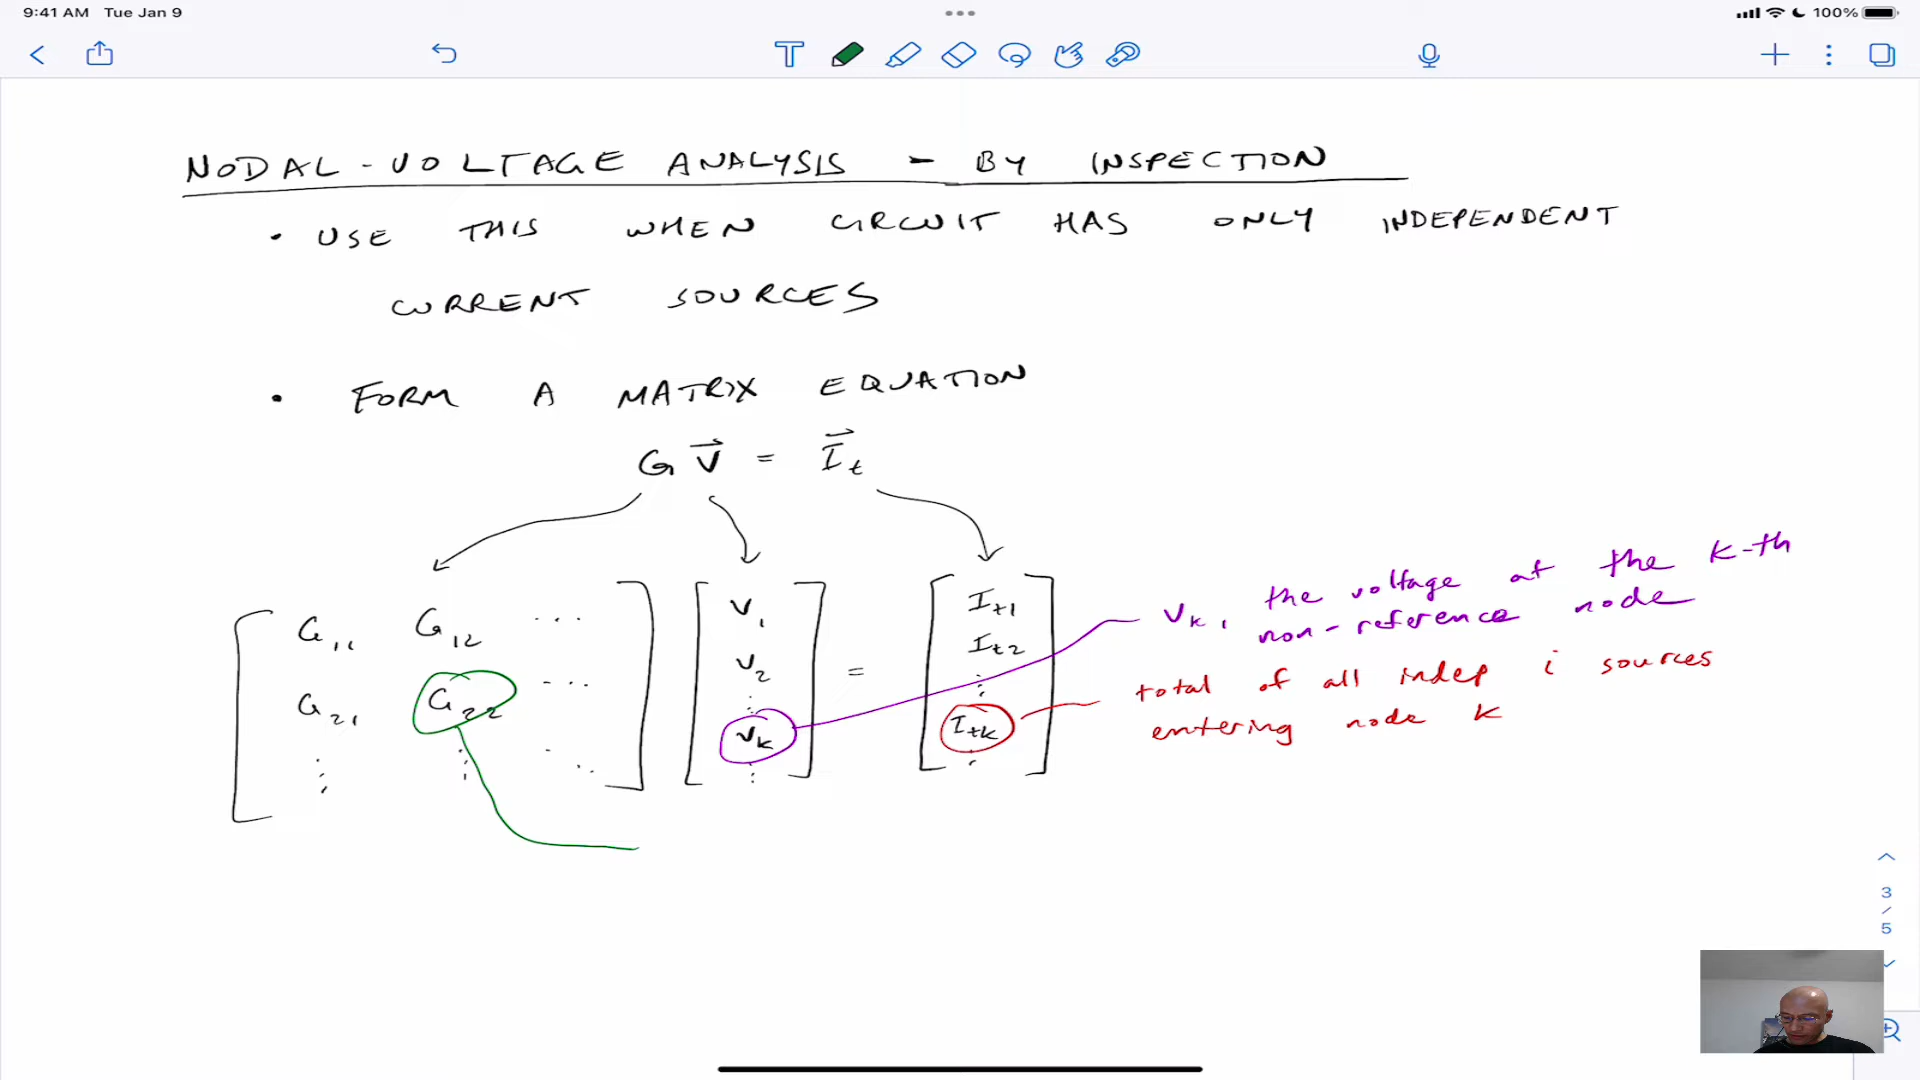 9:41 AM Tue Jan 9
100%
NODAL-VOLTAGE ANALYSIS - BY INSPECTION
• USE THIS WHEN CIRCUIT HAS ONLY INDEPENDENT
CURRENT SOURCES
• FORM A MATRIX EQUATION
G V⃗ = I⃗t
G11 G12 ...
G21 G22 ...
V1
V2
Vk
=
It1
It2
Itk
Vk, the voltage at the k-th
non-reference node
total of all indep i sources
entering node k
3
/
5